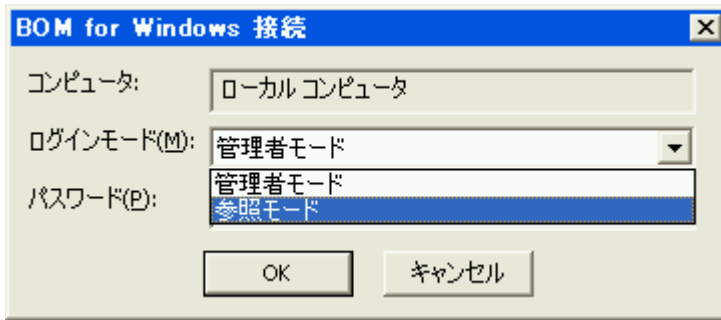 BOM for Windows 接続
コンピュータ:
ローカル コンピュータ
ログインモード(M):
管理者モード
管理者モード
パスワード(P):
参照モード
OK
キャンセル